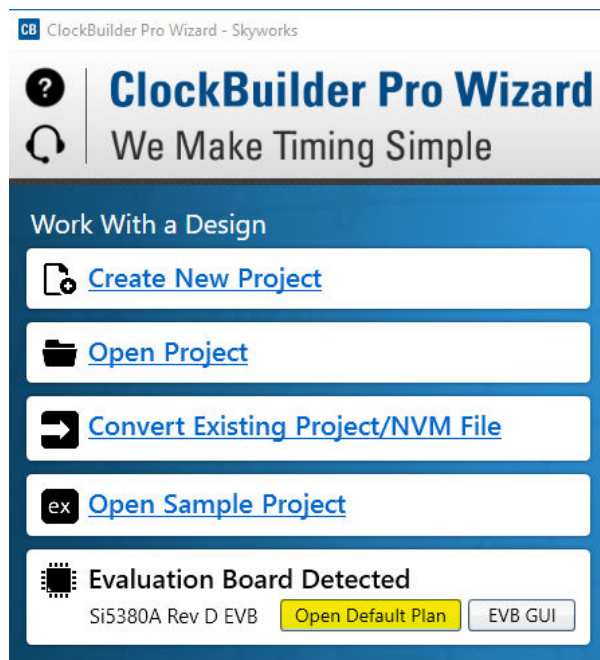 CB ClockBuilder Pro Wizard - Skyworks
? ClockBuilder Pro Wizard
We Make Timing Simple
Work With a Design
Create New Project
Open Project
Convert Existing Project/NVM File
ex Open Sample Project
Evaluation Board Detected
Si5380A Rev D EVB Open Default Plan EVB GUI